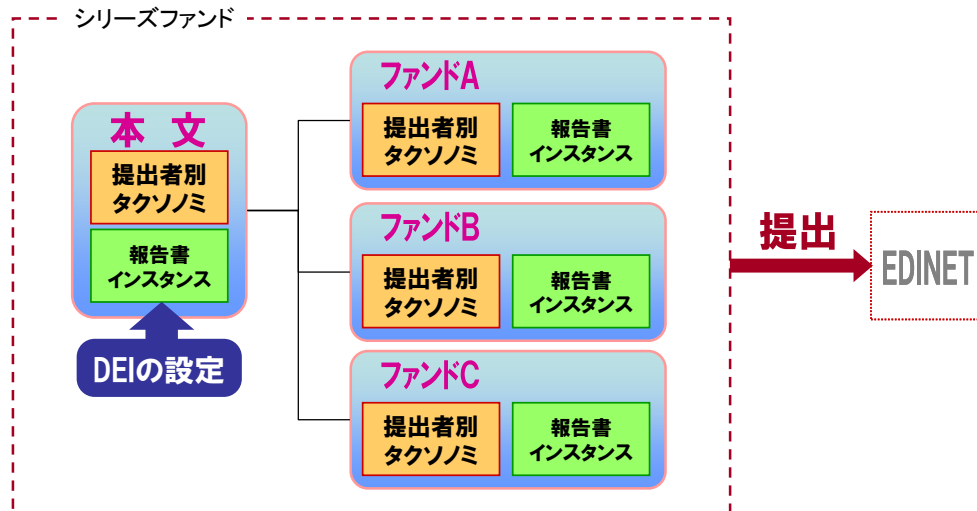 シリーズファンド
本 文
提出者別
タクソノミ
報告書
インスタンス
DEIの設定
ファンドA
提出者別
タクソノミ
報告書
インスタンス
ファンドB
提出者別
タクソノミ
報告書
インスタンス
ファンドC
提出者別
タクソノミ
報告書
インスタンス
提出
EDINET